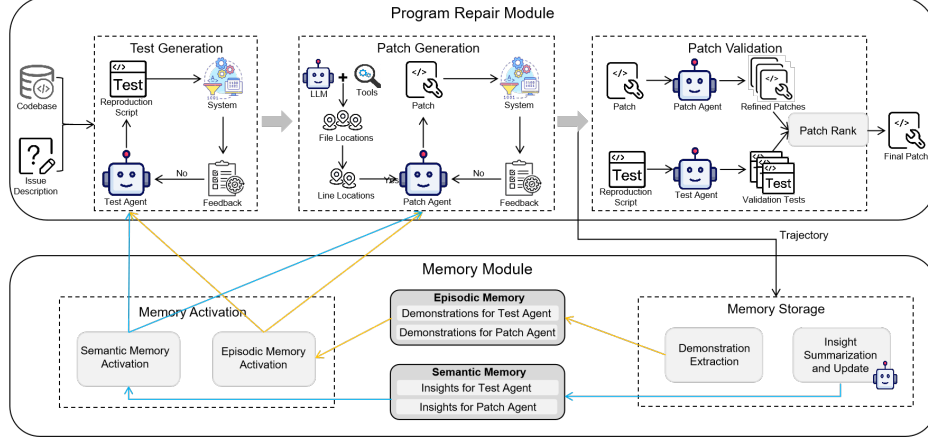 Program Repair Module
Test Generation
Patch Generation
Patch Validation
Codebase
Issue
Description
Test
Reproduction
Script
System
No
Test Agent
Feedback
LLM
+
Tools
Patch
System
File Locations
Line Locations
Yes
No
Patch Agent
Feedback
Patch
Patch Agent
Refined Patches
Patch Rank
Final Patch
Test
Reproduction
Script
Test Agent
Test
Validation Tests
Trajectory
Memory Module
Memory Activation
Semantic Memory
Activation
Episodic Memory
Activation
Episodic Memory
Demonstrations for Test Agent
Demonstrations for Patch Agent
Semantic Memory
Insights for Test Agent
Insights for Patch Agent
Memory Storage
Demonstration
Extraction
Insight
Summarization
and Update